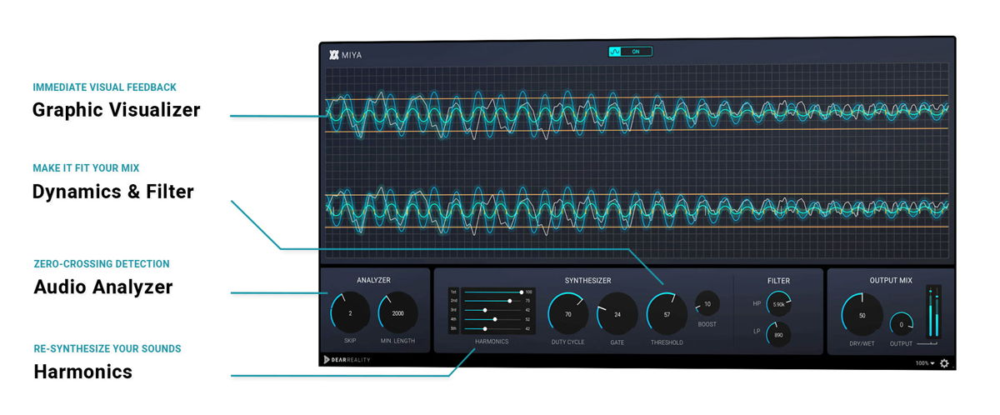 IMMEDIATE VISUAL FEEDBACK
Graphic Visualizer
MAKE IT FIT YOUR MIX
Dynamics & Filter
ZERO-CROSSING DETECTION
Audio Analyzer
RE-SYNTHESIZE YOUR SOUNDS
Harmonics
MIYA
ON
ANALYZER
2
2000
SKIP
MIN. LENGTH
SYNTHESIZER
1st 100
2nd 75
3rd 42
4th 52
5th 42
HARMONICS
70
DUTY CYCLE
24
GATE
57
THRESHOLD
10
BOOST
FILTER
HP 5.90k
LP 890
OUTPUT MIX
50
DRY/WET
0
OUTPUT
DEARREALITY
100%